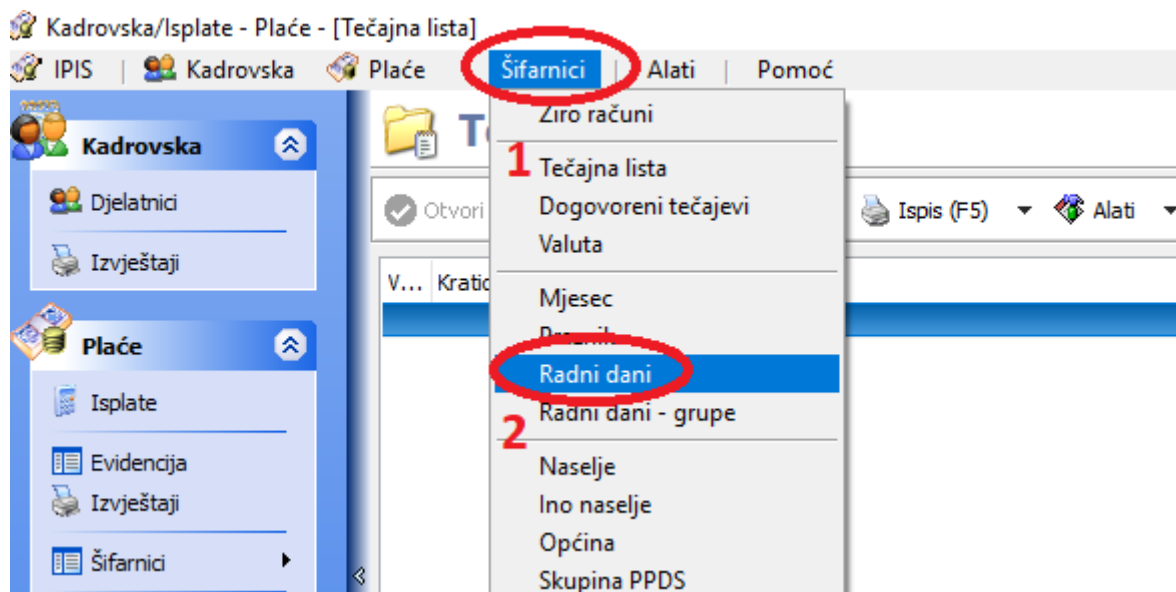 Kadrovska/Isplate - Plaće - [Tečajna lista]
IPIS | Kadrovska Plaće Šifarnici | Alati | Pomoć
Kadrovska
Djelatnici
Izvještaji
Plaće
Isplate
Evidencija
Izvještaji
Šifarnici
Otvori
Ispis (F5) Alati
V... Kratic
Žiro računi
1
Tečajna lista
Dogovoreni tečajevi
Valuta
Mjesec
Praznik
Radni dani
2
Radni dani - grupe
Naselje
Ino naselje
Općina
Skupina PPDS